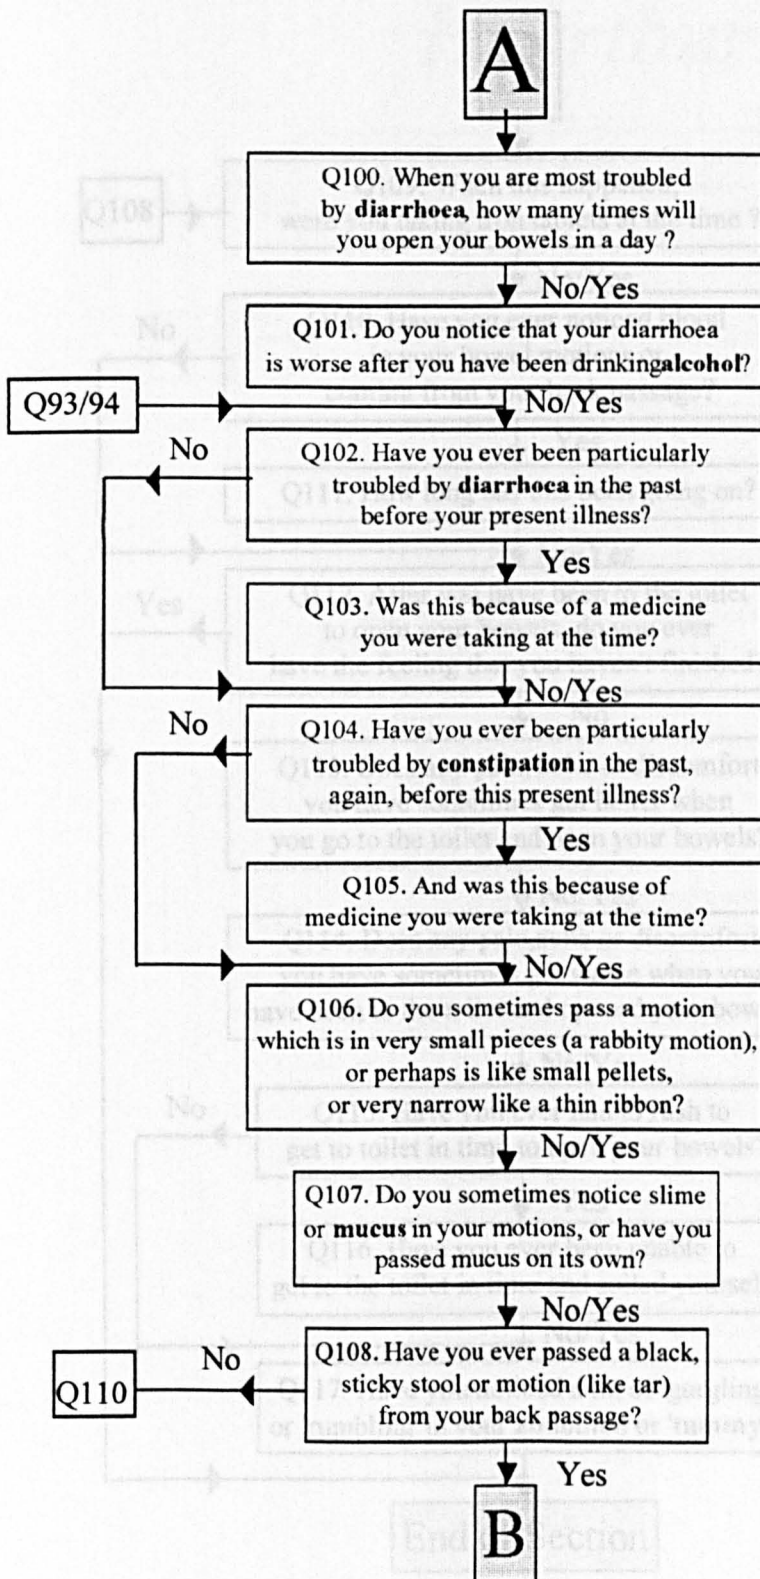 A
Q100. When you are most troubled
by diarrhoea, how many times will
you open your bowels in a day ?
No/Yes
Q101. Do you notice that your diarrhoea
is worse after you have been drinkingalcohol?
Q93/94
No/Yes
No
Q102. Have you ever been particularly
troubled by diarrhoea in the past
before your present illness?
Yes
Q103. Was this because of a medicine
you were taking at the time?
No/Yes
No
Q104. Have you ever been particularly
troubled by constipation in the past,
again, before this present illness?
Yes
Q105. And was this because of
medicine you were taking at the time?
No/Yes
Q106. Do you sometimes pass a motion
which is in very small pieces (a rabbity motion),
or perhaps is like small pellets,
or very narrow like a thin ribbon?
No/Yes
Q107. Do you sometimes notice slime
or mucus in your motions, or have you
passed mucus on its own?
No/Yes
No
Q110
Q108. Have you ever passed a black,
sticky stool or motion (like tar)
from your back passage?
Yes
B
Q108
No
Yes
No